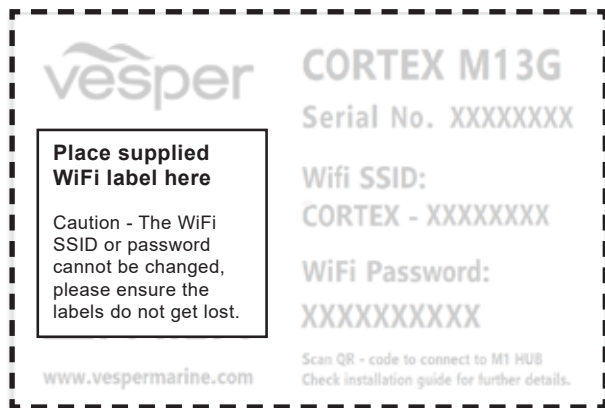 vesper
Place supplied
WiFi label here
Caution - The WiFi
SSID or password
cannot be changed,
please ensure the
labels do not get lost.
www.vespermarine.com
CORTEX M13G
Serial No. XXXXXXXX
Wifi SSID:
CORTEX - XXXXXXXX
WiFi Password:
XXXXXXXXXX
Scan QR - code to connect to M1 HUB
Check installation guide for further details.